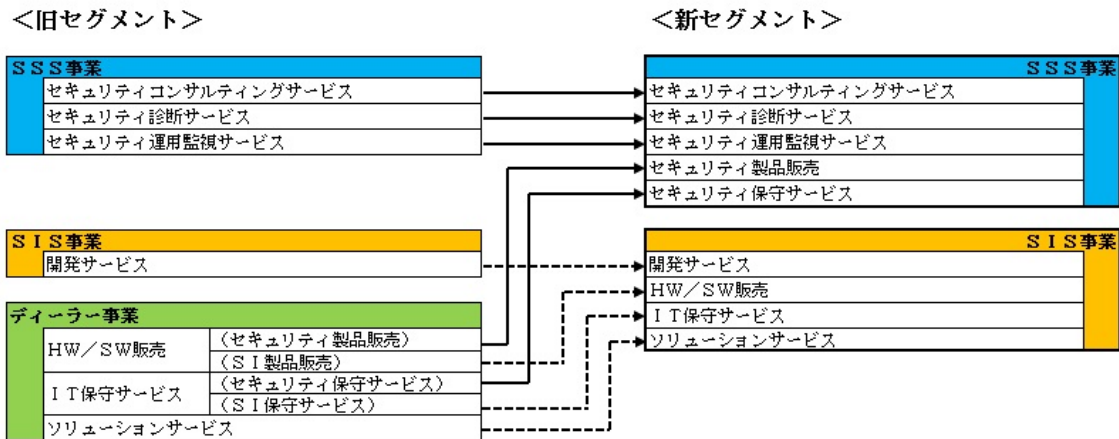 ＜旧セグメント＞
ＳＳＳ事業
セキュリティコンサルティングサービス
セキュリティ診断サービス
セキュリティ運用監視サービス
ＳＩＳ事業
開発サービス
ディーラー事業
HW／SW販売
（セキュリティ製品販売）
（ＳＩ製品販売）
ＩＴ保守サービス
（セキュリティ保守サービス）
（ＳＩ保守サービス）
ソリューションサービス
＜新セグメント＞
ＳＳＳ事業
セキュリティコンサルティングサービス
セキュリティ診断サービス
セキュリティ運用監視サービス
セキュリティ製品販売
セキュリティ保守サービス
ＳＩＳ事業
開発サービス
HW／SW販売
ＩＴ保守サービス
ソリューションサービス